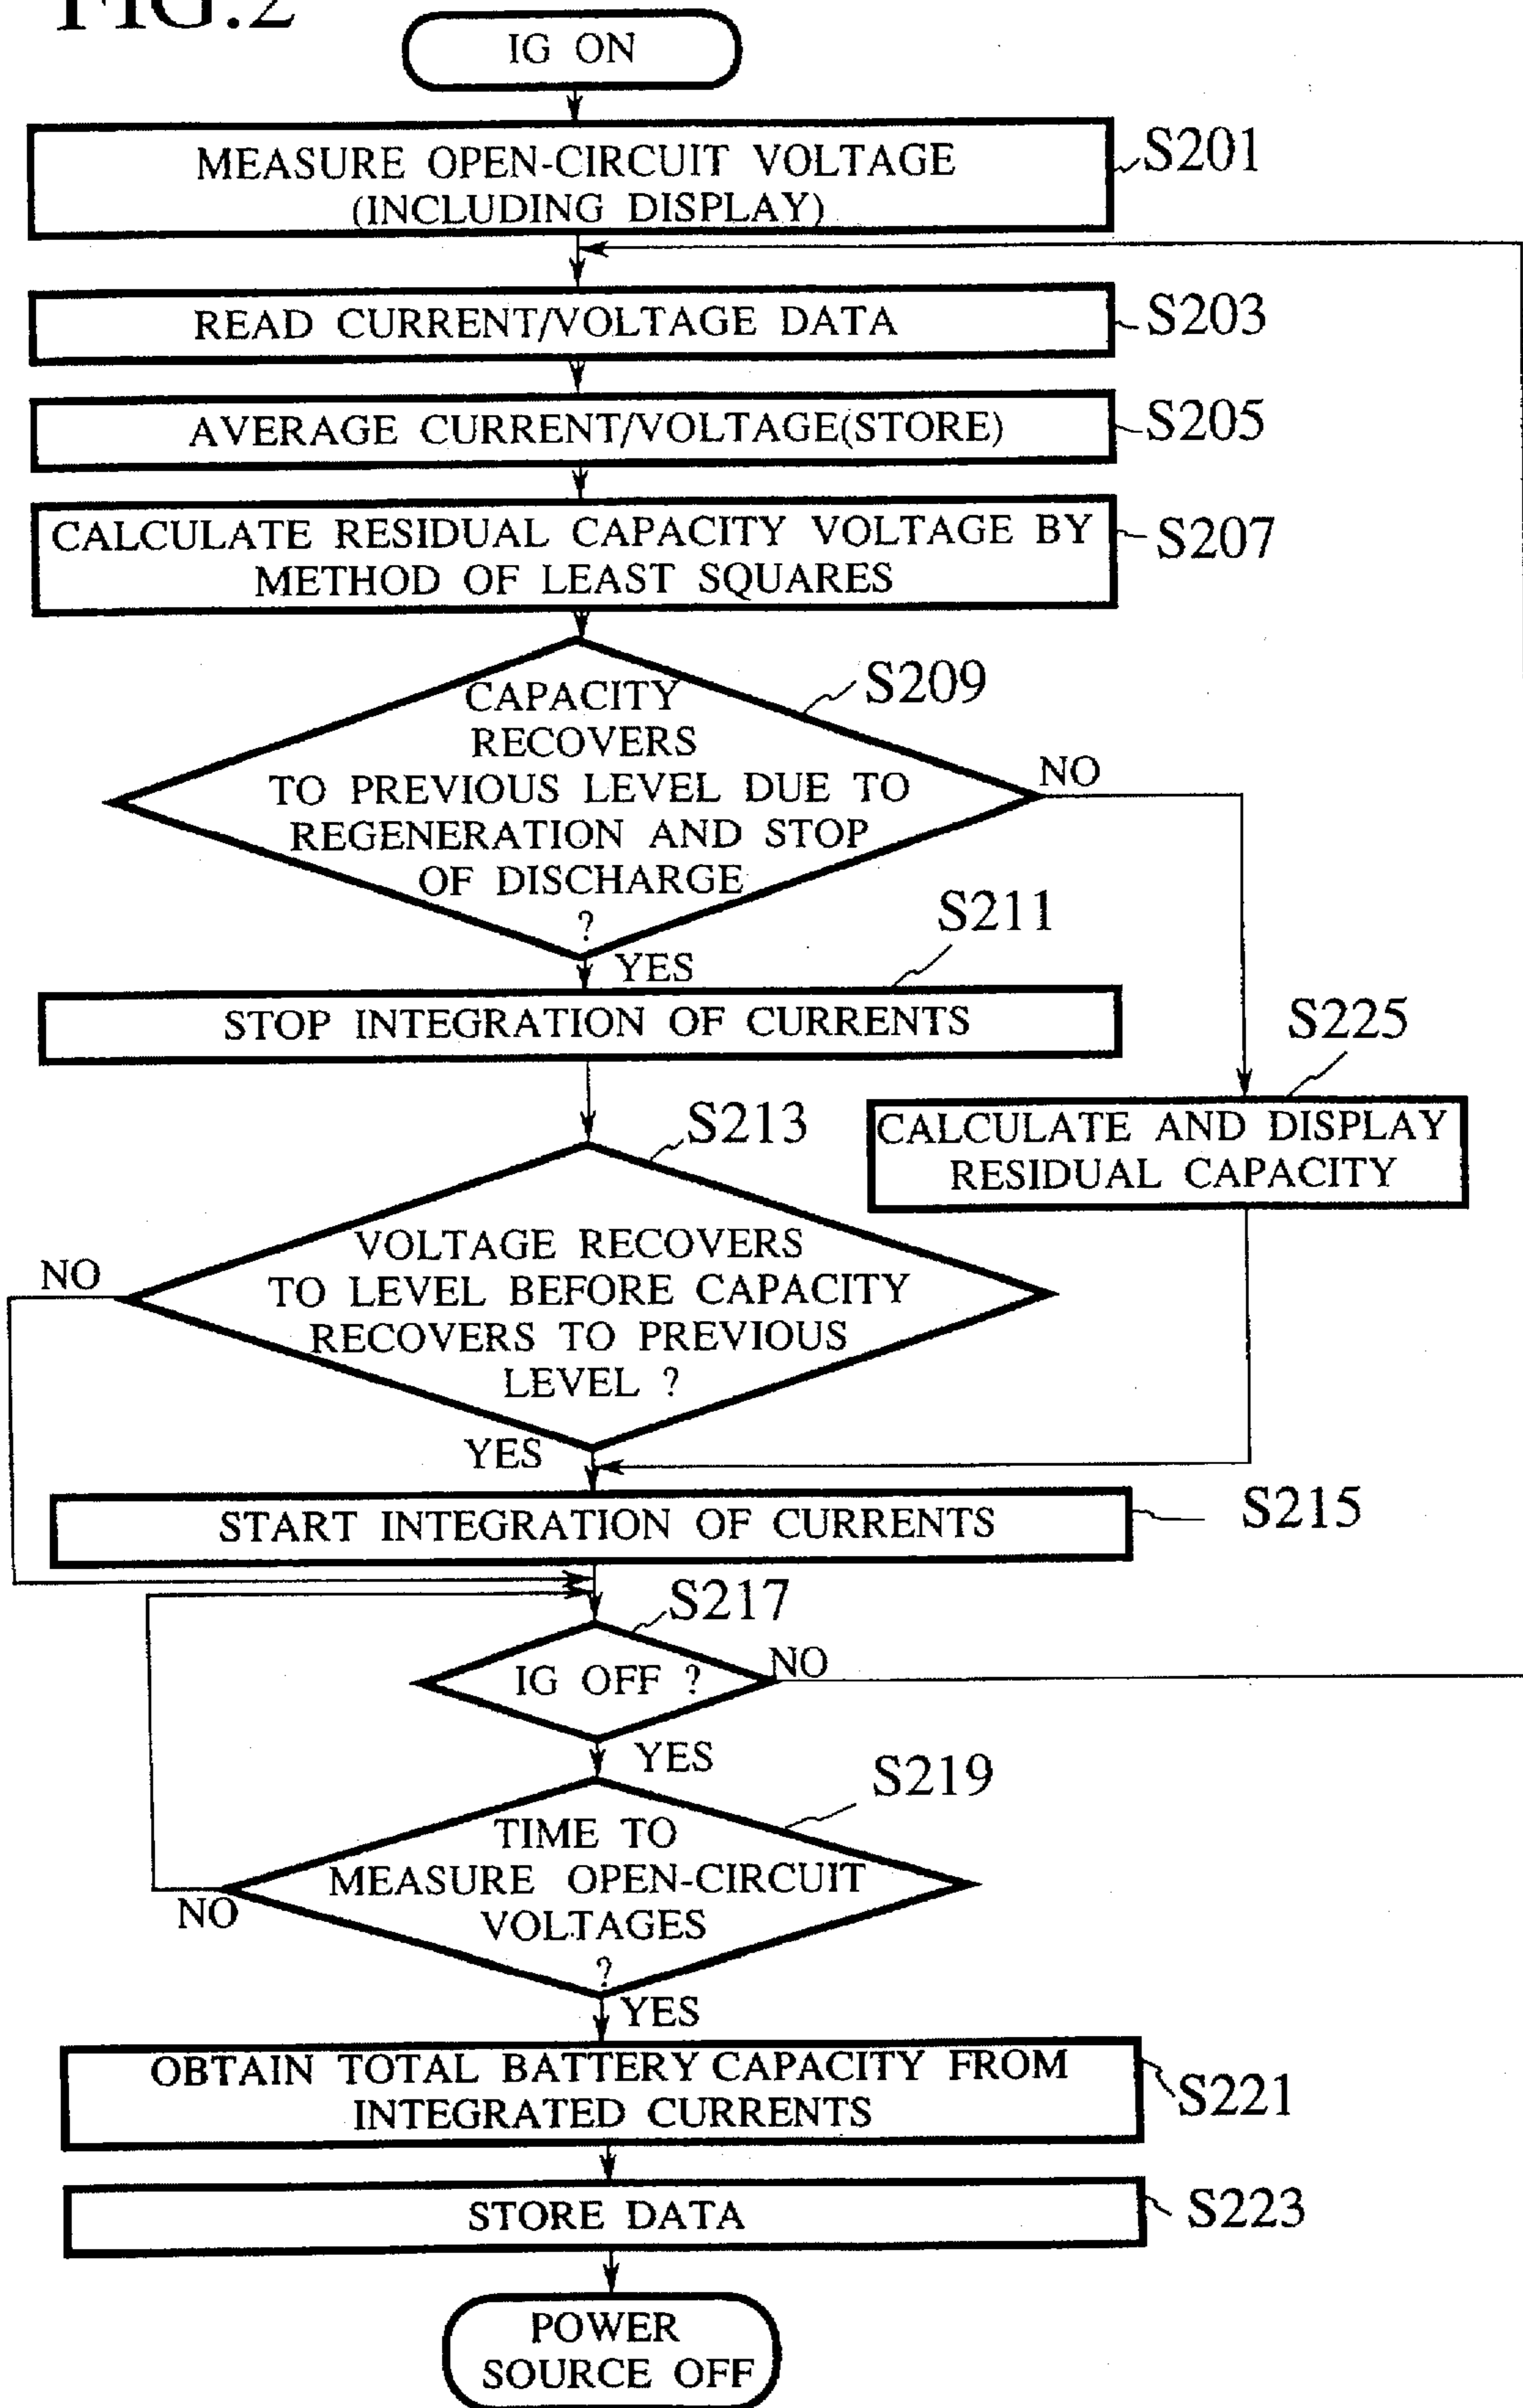 FIG.2
IG ON
MEASURE OPEN-CIRCUIT VOLTAGE
(INCLUDING DISPLAY)
S201
READ CURRENT/VOLTAGE DATA
S203
AVERAGE CURRENT/VOLTAGE(STORE)
S205
CALCULATE RESIDUAL CAPACITY VOLTAGE BY
METHOD OF LEAST SQUARES
S207
S209
CAPACITY
RECOVERS
TO PREVIOUS LEVEL DUE TO
REGENERATION AND STOP
OF DISCHARGE
?
NO
YES
S211
STOP INTEGRATION OF CURRENTS
S225
CALCULATE AND DISPLAY
RESIDUAL CAPACITY
S213
VOLTAGE RECOVERS
TO LEVEL BEFORE CAPACITY
RECOVERS TO PREVIOUS
LEVEL ?
NO
YES
START INTEGRATION OF CURRENTS
S215
S217
IG OFF ?
NO
YES
S219
TIME TO
MEASURE OPEN-CIRCUIT
VOLTAGES
?
NO
YES
OBTAIN TOTAL BATTERY CAPACITY FROM
INTEGRATED CURRENTS
S221
STORE DATA
S223
POWER
SOURCE OFF